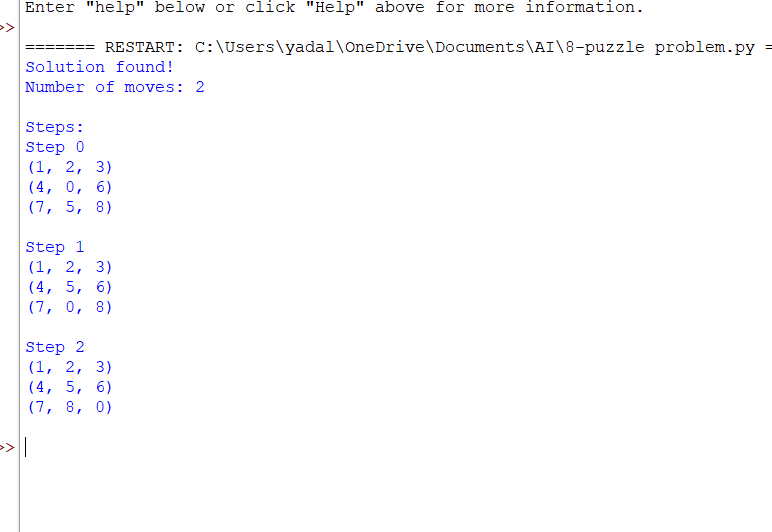 Enter "help" below or click "Help" above for more information.
>>
======= RESTART: C:\Users\yadal\OneDrive\Documents\AI\8-puzzle problem.py =
Solution found!
Number of moves: 2
Steps:
Step 0
(1, 2, 3)
(4, 0, 6)
(7, 5, 8)
Step 1
(1, 2, 3)
(4, 5, 6)
(7, 0, 8)
Step 2
(1, 2, 3)
(4, 5, 6)
(7, 8, 0)
>>